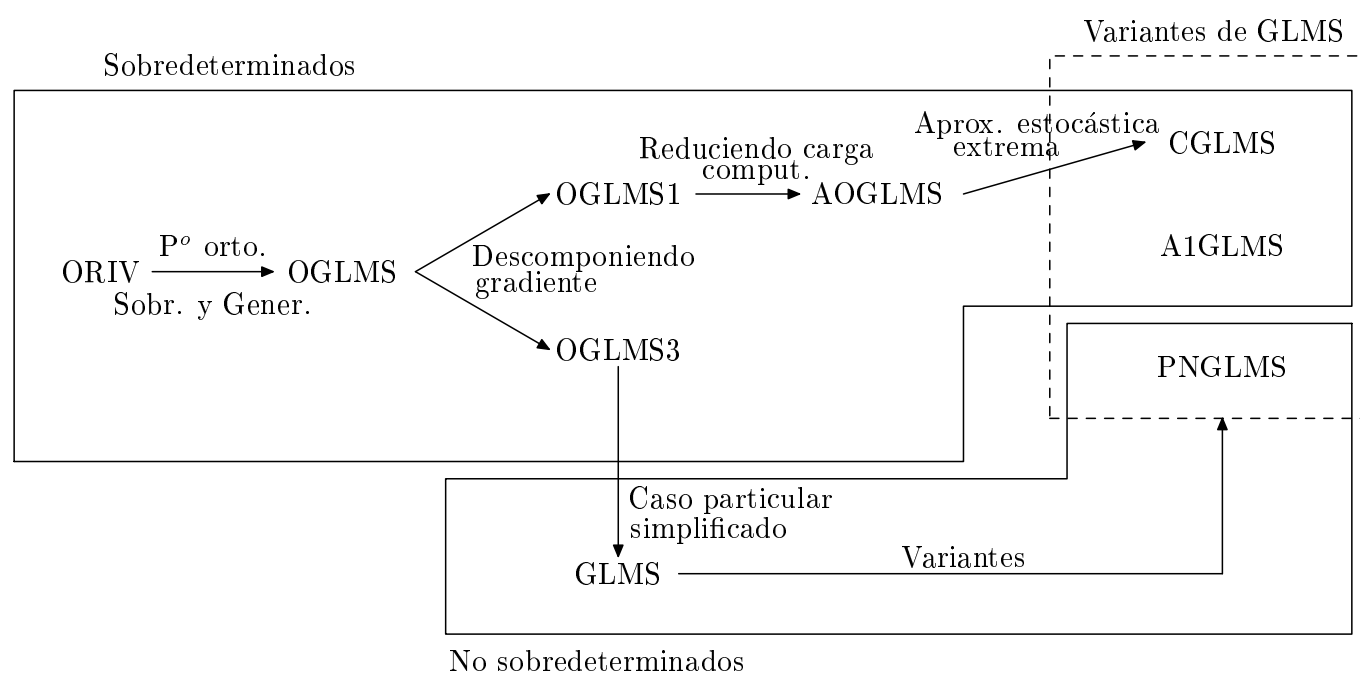 Variantes de GLMS
Sobredeterminados
Aprox. estocástica
extrema
CGLMS
Reduciendo carga
comput.
OGLMS1
AOGLMS
A1GLMS
Pº orto.
ORIV
OGLMS
Sobr. y Gener.
Descomponiendo
gradiente
OGLMS3
PNGLMS
Caso particular
simplificado
GLMS
Variantes
No sobredeterminados